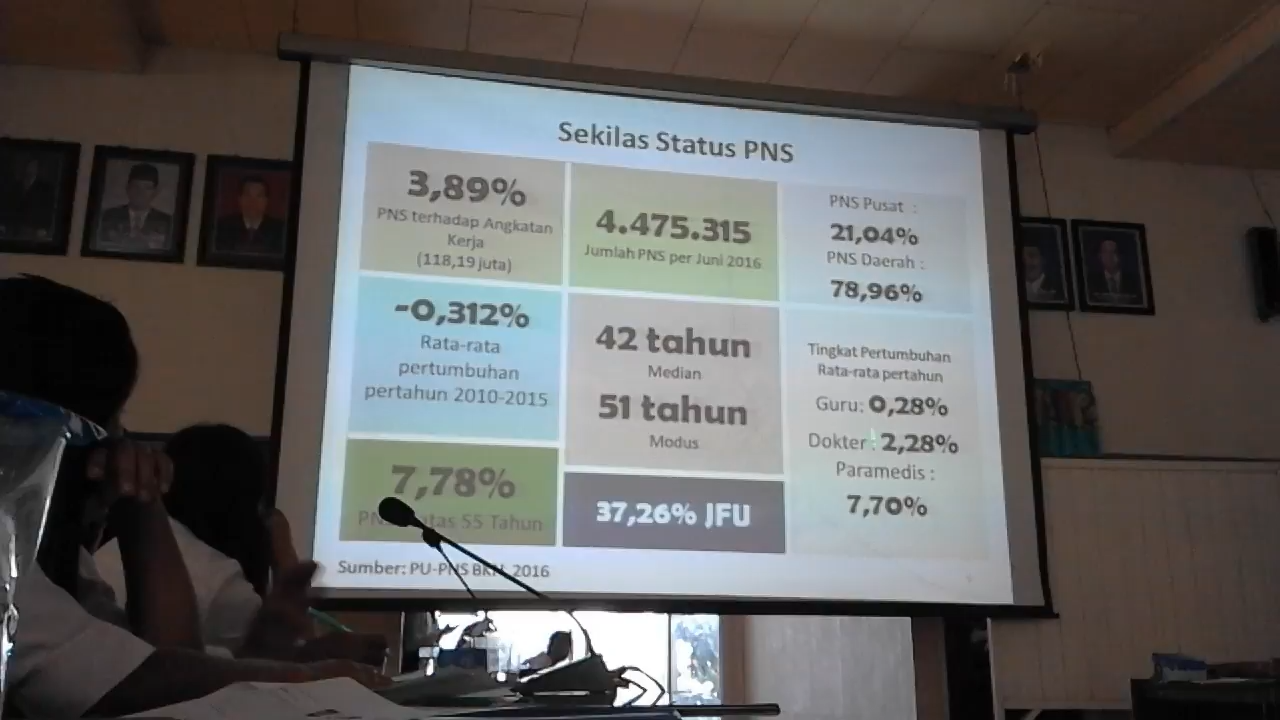 Sekilas Status PNS
3,89%
PNS terhadap Angkatan
Kerja
(118,19 juta)
4.475.315
Jumlah PNS per Juni 2016
PNS Pusat :
21,04%
PNS Daerah :
78,96%
-0,312%
Rata-rata
pertumbuhan
pertahun 2010-2015
42 tahun
Median
51 tahun
Modus
Tingkat Pertumbuhan
Rata-rata pertahun
Guru: 0,28%
Dokter : 2,28%
Paramedis :
7,70%
7,78%
55 Tahun
37,26% JFU
Sumber: PU-PNS BKN, 2016